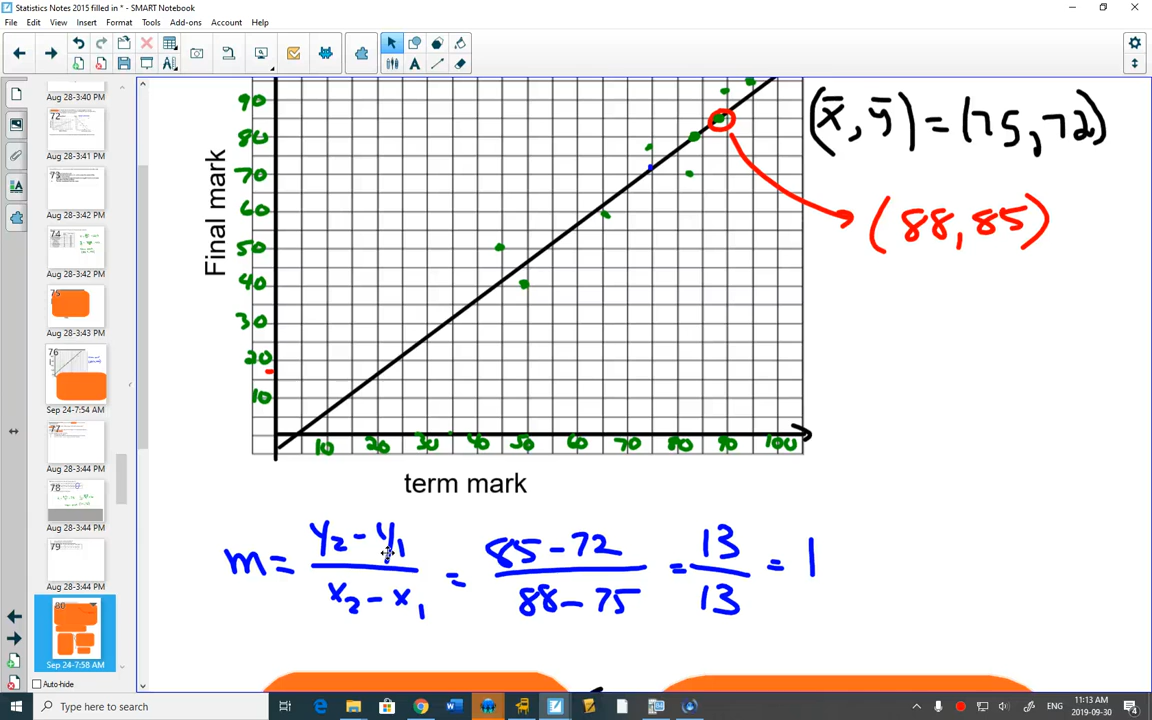 Statistics Notes 2015 filled in * - SMART Notebook
File Edit View Insert Format Tools Add-ons Account Help
Aug 28-3:40 PM
72
Aug 28-3:41 PM
73
Aug 28-3:43 PM
74
Aug 28-3:43 PM
75
Aug 28-3:43 PM
76
Sep 24-7:54 AM
77
Aug 28-3:44 PM
78
Aug 28-3:44 PM
79
Aug 28-3:44 PM
80
Sep 24-7:58 AM
Auto-hide
Final mark
90
80
70
60
50
40
30
20
10
10 20 30 40 50 60 70 80 90 100
term mark
(x̄, ȳ) = (75, 72)
(88, 85)
m = y₂ - y₁ / x₂ - x₁ = 85 - 72 / 88 - 75 = 13 / 13 = 1
Type here to search
ENG
11:13 AM
2019-09-30
4